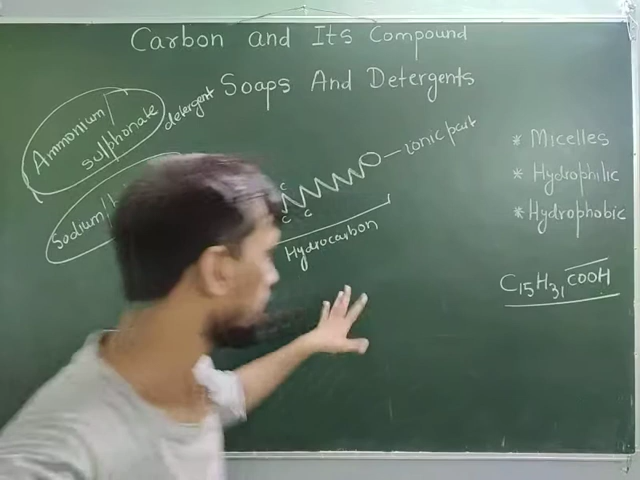 Carbon and Its Compound
Soaps And Detergents
Ammonium/
sulphonate
detergent
Sodium/
C
C C
ionic part
Hydrocarbon
* Micelles
* Hydrophilic
* Hydrophobic
C₁₅H₃₁COOH